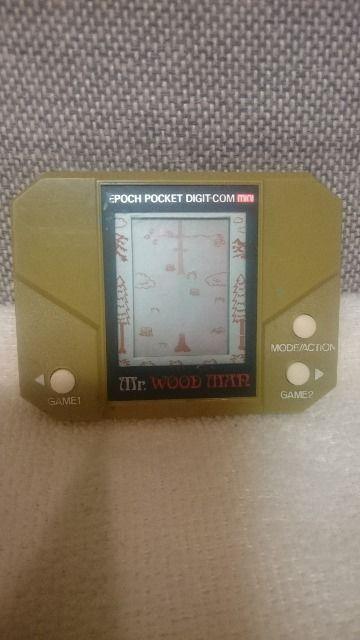 EPOCH POCKET DIGIT-COM mini
MODE/ACTION
GAME1
GAME2
Mr. WOOD MAN